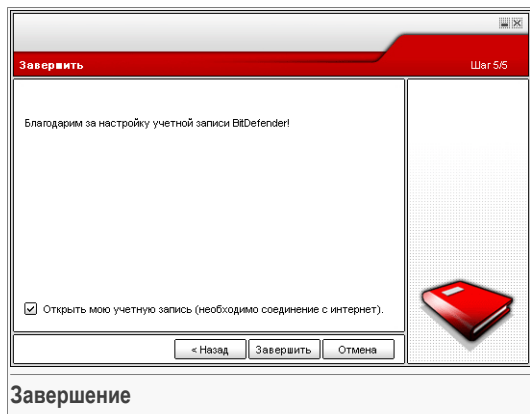 Завершить
Шаг 5/5
Благодарим за настройку учетной записи BitDefender!
Открыть мою учетную запись (необходимо соединение с интернет).
< Назад
Завершить
Отмена
Завершение